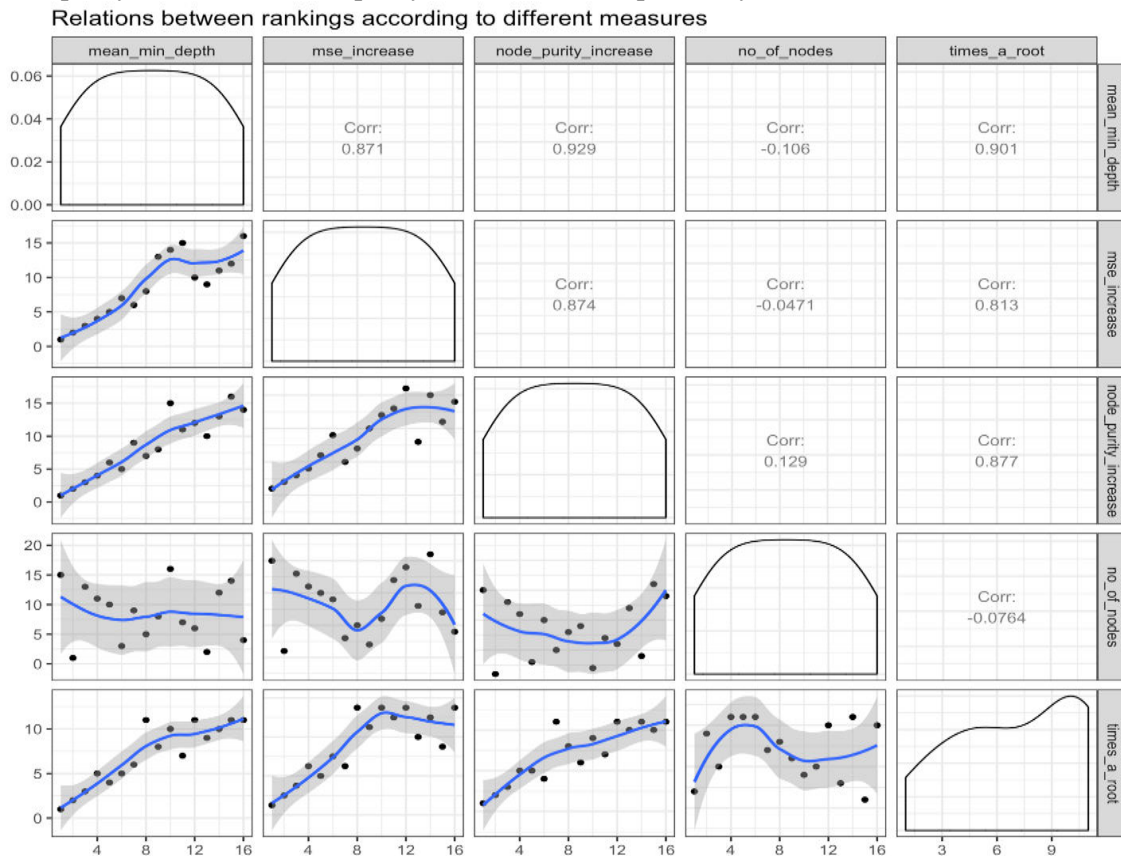 Relations between rankings according to different measures
mean_min_depth mse_increase node_purity_increase no_of_nodes times_a_root
0.06
0.04
0.02
0.00
Corr:
0.871
Corr:
0.929
Corr:
-0.106
Corr:
0.901
mean_min_depth
15
10
5
0
Corr:
0.874
Corr:
-0.0471
Corr:
0.813
mse_increase
15
10
5
0
Corr:
0.129
Corr:
0.877
node_purity_increase
20
15
10
5
0
Corr:
-0.0764
no_of_nodes
10
5
0
times_a_root
4 8 12 16 4 8 12 16 4 8 12 16 4 8 12 16 3 6 9